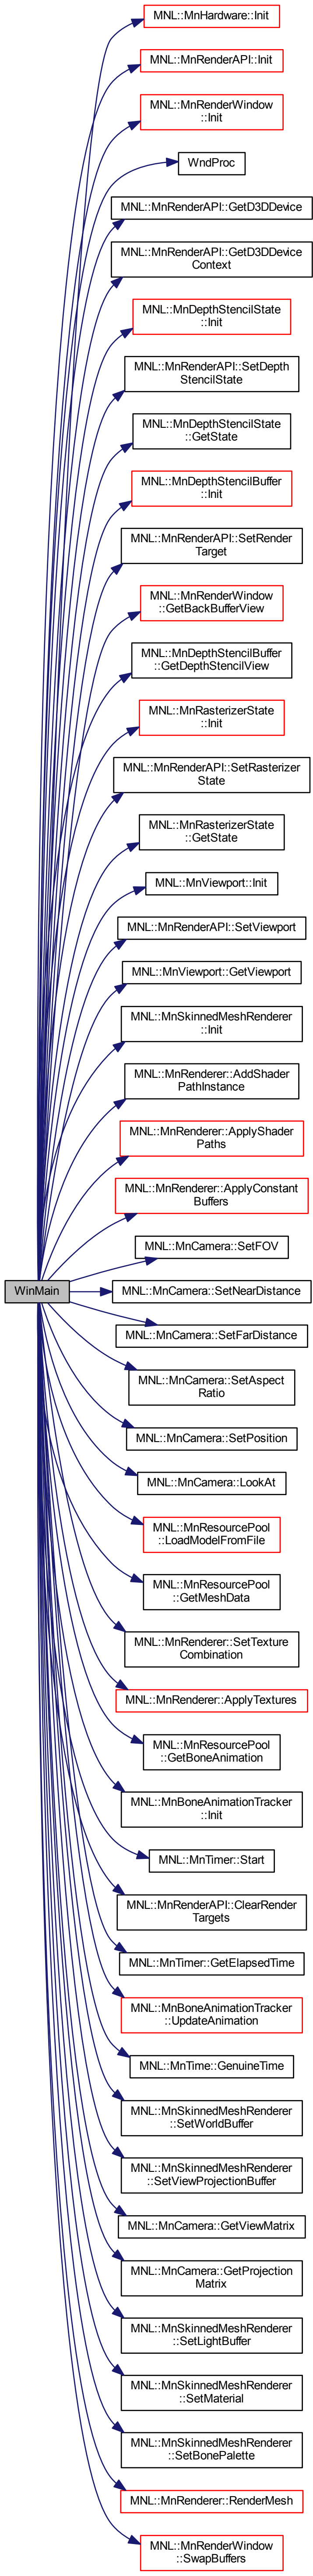 MNL::MnHardware::Init
MNL::MnRenderAPI::Init
MNL::MnRenderWindow
::Init
WndProc
MNL::MnRenderAPI::GetD3DDevice
MNL::MnRenderAPI::GetD3DDevice
Context
MNL::MnDepthStencilState
::Init
MNL::MnRenderAPI::SetDepth
StencilState
MNL::MnDepthStencilState
::GetState
MNL::MnDepthStencilBuffer
::Init
MNL::MnRenderAPI::SetRender
Target
MNL::MnRenderWindow
::GetBackBufferView
MNL::MnDepthStencilBuffer
::GetDepthStencilView
MNL::MnRasterizerState
::Init
MNL::MnRenderAPI::SetRasterizer
State
MNL::MnRasterizerState
::GetState
MNL::MnViewport::Init
MNL::MnRenderAPI::SetViewport
MNL::MnViewport::GetViewport
MNL::MnSkinnedMeshRenderer
::Init
MNL::MnRenderer::AddShader
PathInstance
MNL::MnRenderer::ApplyShader
Paths
MNL::MnRenderer::ApplyConstant
Buffers
MNL::MnCamera::SetFOV
WinMain
MNL::MnCamera::SetNearDistance
MNL::MnCamera::SetFarDistance
MNL::MnCamera::SetAspect
Ratio
MNL::MnCamera::SetPosition
MNL::MnCamera::LookAt
MNL::MnResourcePool
::LoadModelFromFile
MNL::MnResourcePool
::GetMeshData
MNL::MnRenderer::SetTexture
Combination
MNL::MnRenderer::ApplyTextures
MNL::MnResourcePool
::GetBoneAnimation
MNL::MnBoneAnimationTracker
::Init
MNL::MnTimer::Start
MNL::MnRenderAPI::ClearRender
Targets
MNL::MnTimer::GetElapsedTime
MNL::MnBoneAnimationTracker
::UpdateAnimation
MNL::MnTime::GenuineTime
MNL::MnSkinnedMeshRenderer
::SetWorldBuffer
MNL::MnSkinnedMeshRenderer
::SetViewProjectionBuffer
MNL::MnCamera::GetViewMatrix
MNL::MnCamera::GetProjection
Matrix
MNL::MnSkinnedMeshRenderer
::SetLightBuffer
MNL::MnSkinnedMeshRenderer
::SetMaterial
MNL::MnSkinnedMeshRenderer
::SetBonePalette
MNL::MnRenderer::RenderMesh
MNL::MnRenderWindow
::SwapBuffers